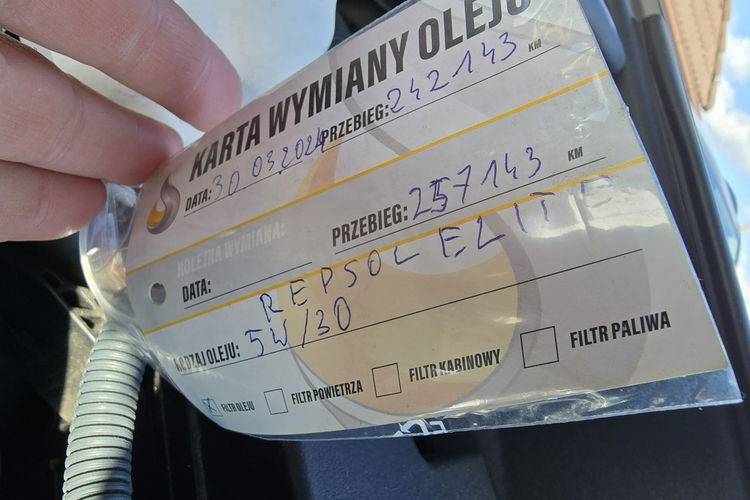 KARTA WYMIANY OLEJU
DATA: 30 03.2024 PRZEBIEG: 242143 KM
KOLEJNA WYMIANA:
DATA: PRZEBIEG: 257143 KM
REPSOL ELITE
RODZAJ OLEJU: 5W/30
FILTR OLEJU FILTR POWIETRZA FILTR KABINOWY FILTR PALIWA